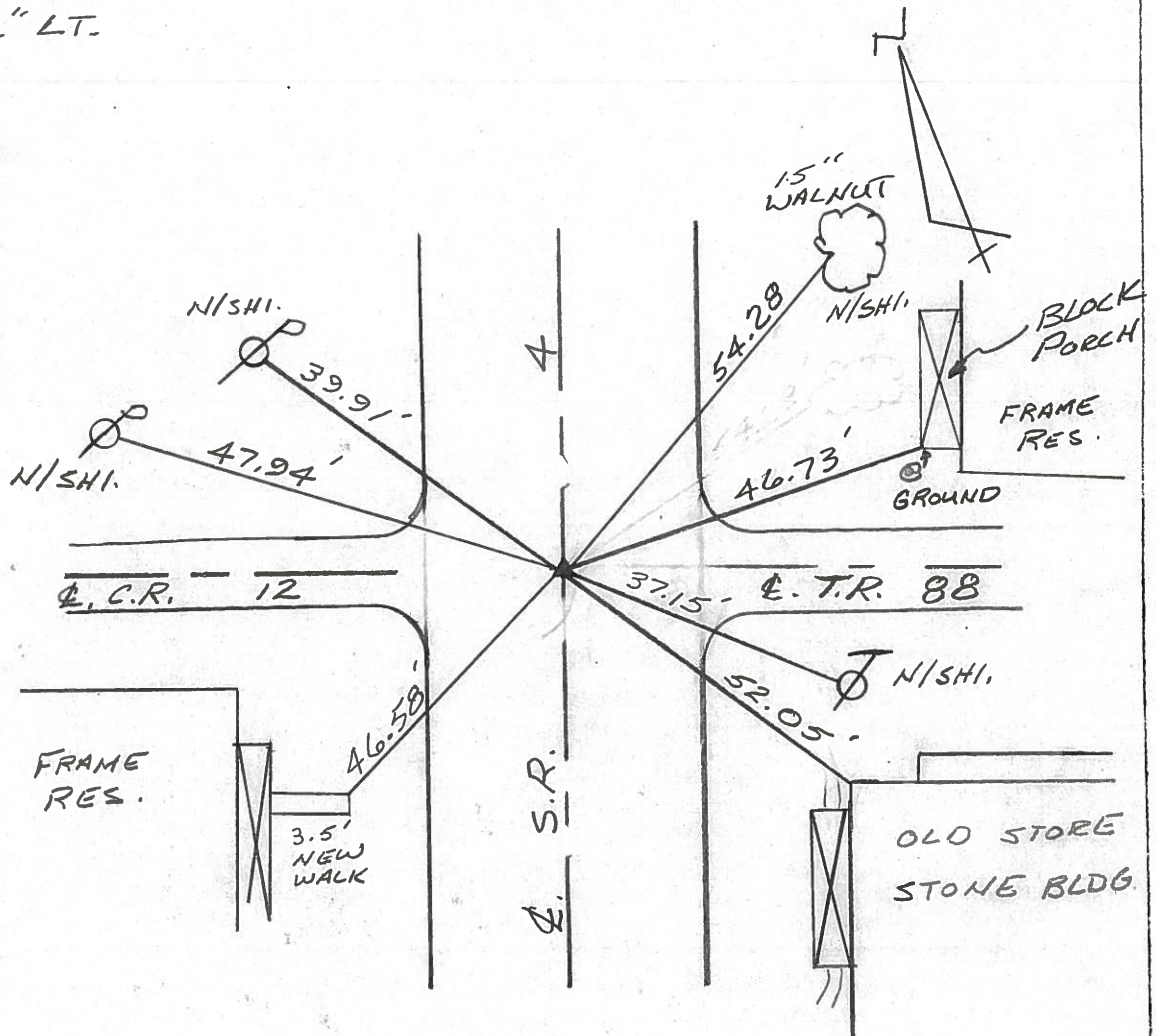 " LT.
15"
WALNUT
N/SHI.
N/SHI.
BLOCK
PORCH
4
54.28
39.91'
FRAME
RES.
47.94'
46.73'
N/SHI.
@ GROUND
℄. C.R. 12
37.15'
℄. T.R. 88
N/SHI.
46.58'
52.05'
FRAME
RES.
3.5'
NEW
WALK
℄. S.R.
OLD STORE
STONE BLDG.